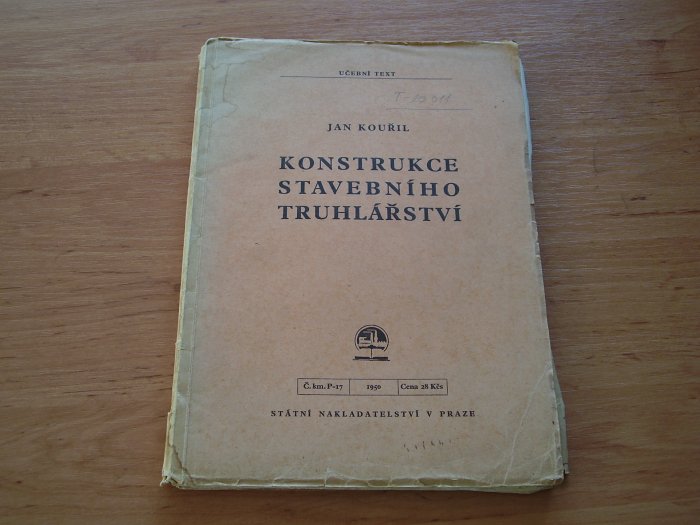 UČEBNÍ TEXT
JAN KOUŘIL
KONSTRUKCE
STAVEBNÍHO
TRUHLÁŘSTVÍ
Č. km. P-17 1950 Cena 28 Kčs
STÁTNÍ NAKLADATELSTVÍ V PRAZE